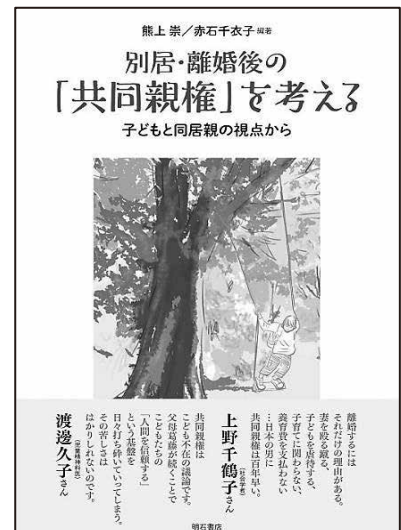 熊上 崇／赤石千衣子 編著
別居・離婚後の
「共同親権」を考える
子どもと同居親の視点から
離婚するには
それだけの理由がある。
妻を殴る蹴る、
子どもを虐待する、
子育てに関わらない、
養育費を支払わない
…日本の男に
共同親権は百年早い。
上野千鶴子さん
（社会学者）
共同親権は
こども不在の議論です。
父母葛藤が続くことで
こどもたちの
「人間を信頼する」
という基盤を
日々打ち砕いていってしまう。
その苦しさは
はかりしれないのです。
渡邊久子さん
（児童精神科医）
明石書店